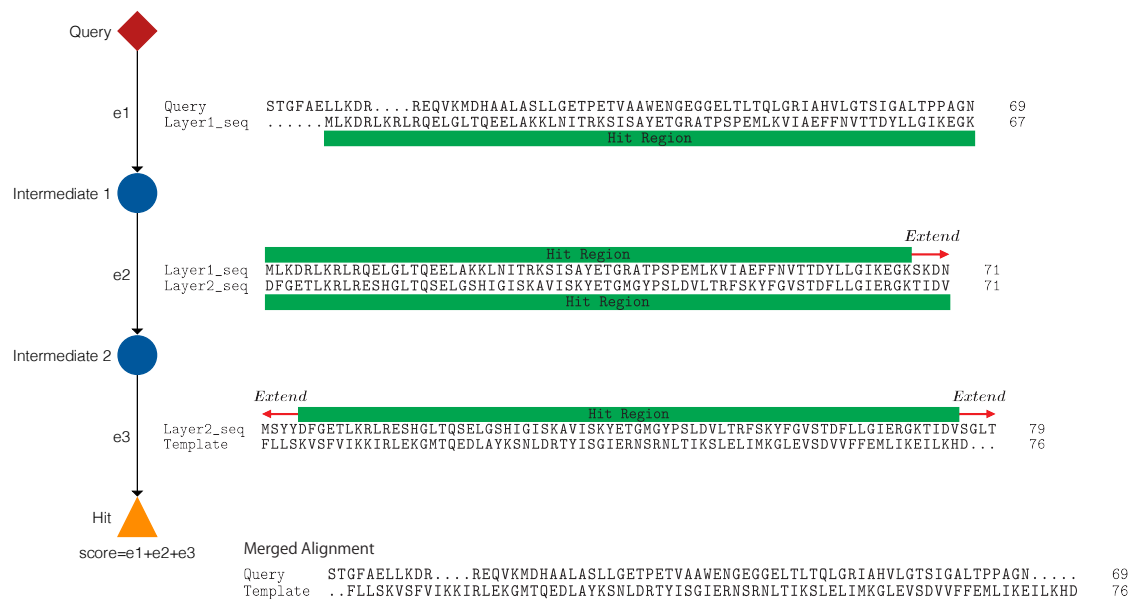 Query
e1
Query STGFAELLKDR....REQVKMDHAALASLLGETPETVAAWENGEGGELTLTQLGRIAHVLGTSIGALTPPAGN 69
Layer1_seq ......MLKDRLKRLRQELGLTQEELAKKLNITRKSISAYETGRATPSPEMLKVIAEFFNVTTDYLLGIKEGK 67
Hit Region
Intermediate 1
Extend
Hit Region
e2
Layer1_seq MLKDRLKRLRQELGLTQEELAKKLNITRKSISAYETGRATPSPEMLKVIAEFFNVTTDYLLGIKEGKSKDN 71
Layer2_seq DFGETLKRLRESHGLTQSELGSHIGISKAVISKYETGMGYPSLDVLTRFSKYFGVSTDFLLGIERGKTIDV 71
Hit Region
Intermediate 2
Extend Extend
Hit Region
e3
Layer2_seq MSYYDFGETLKRLRESHGLTQSELGSHIGISKAVISKYETGMGYPSLDVLTRFSKYFGVSTDFLLGIERGKTIDVSGLT 79
Template FLLSKVSFVIKKIRLEKGMTQEDLAYKSNLDRTYISGIERNSRNLTIKSLELIMKGLEVSDVVFFEMLIKEILKHD... 76
Hit
score=e1+e2+e3
Merged Alignment
Query STGFAELLKDR....REQVKMDHAALASLLGETPETVAAWENGEGGELTLTQLGRIAHVLGTSIGALTPPAGN..... 69
Template ..FLLSKVSFVIKKIRLEKGMTQEDLAYKSNLDRTYISGIERNSRNLTIKSLELIMKGLEVSDVVFFEMLIKEILKHD 76